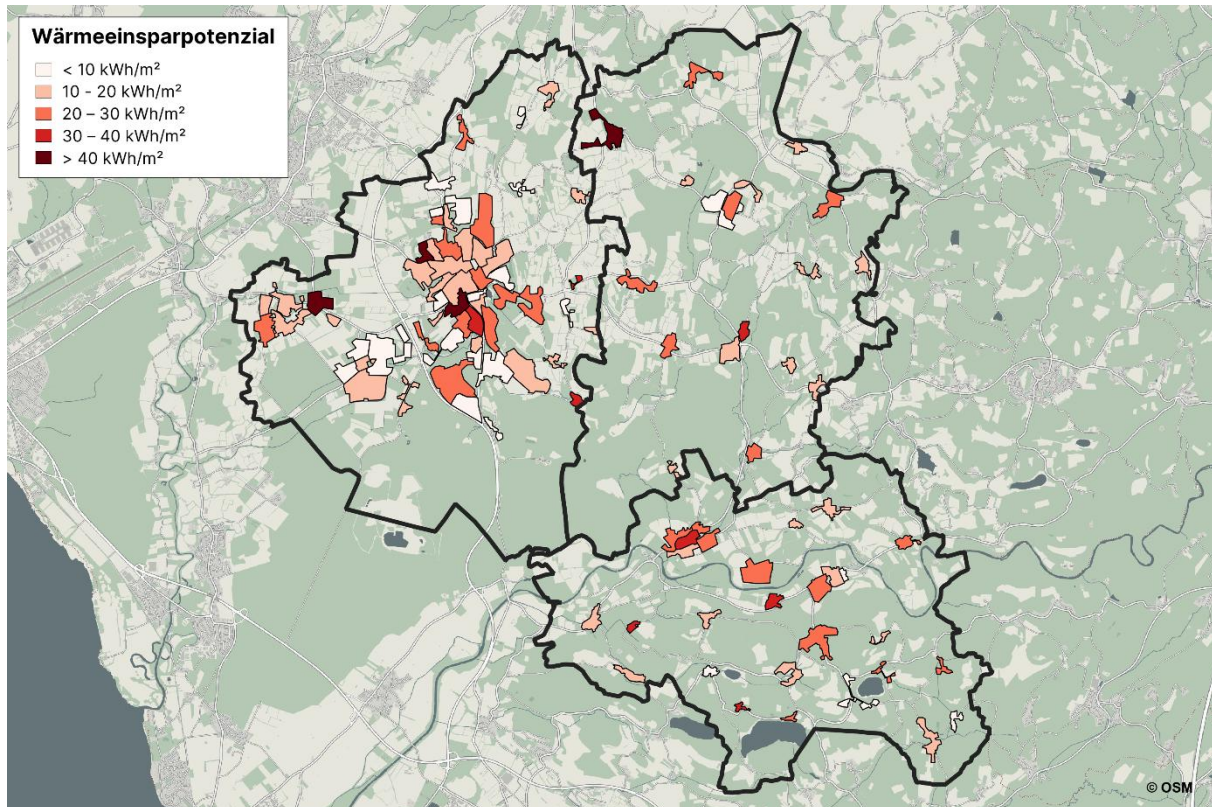 Wärmeeinsparpotenzial
< 10 kWh/m²
10 - 20 kWh/m²
20 – 30 kWh/m²
30 – 40 kWh/m²
> 40 kWh/m²
© OSM